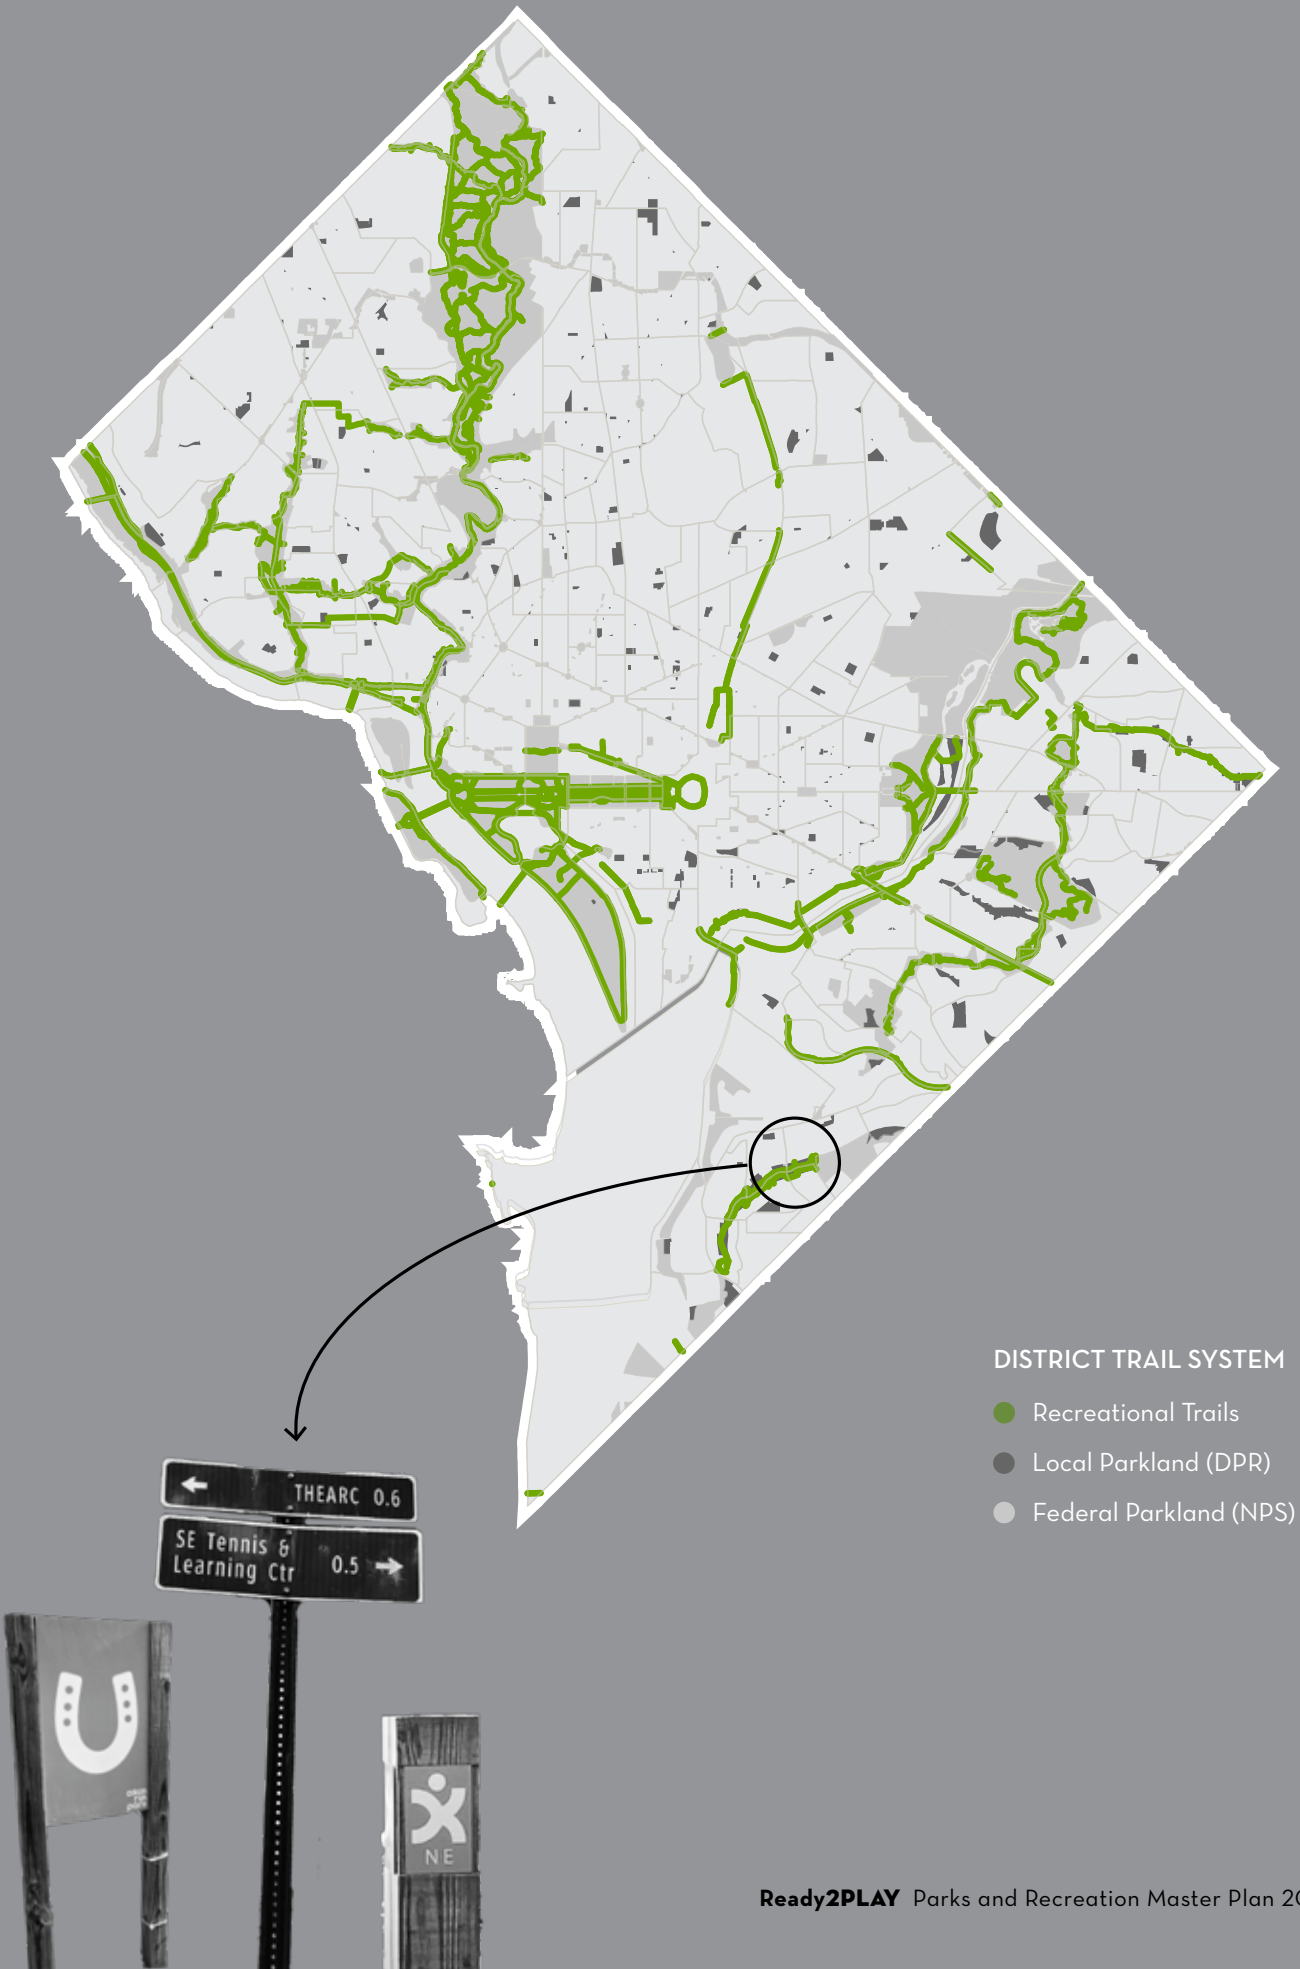 DISTRICT TRAIL SYSTEM
Recreational Trails
Local Parkland (DPR)
Federal Parkland (NPS)
THEARC 0.6
SE Tennis &
Learning Ctr 0.5
NE
Ready2PLAY Parks and Recreation Master Plan